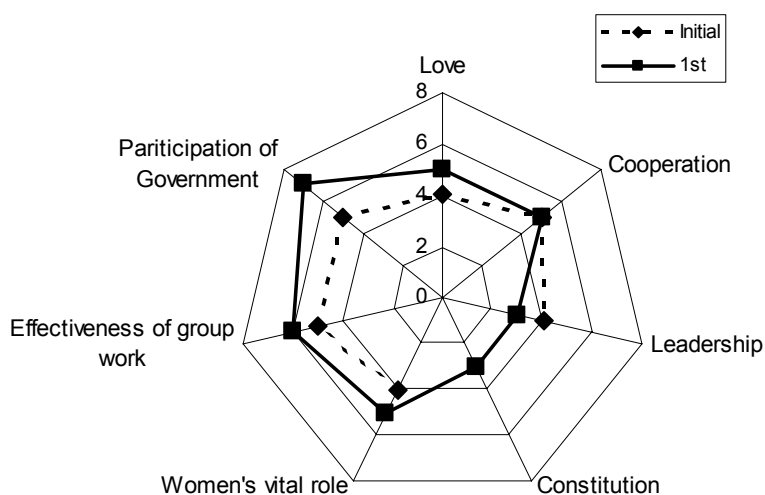 Initial
1st
Love
8
6
4
2
0
Pariticipation of
Government
Cooperation
Effectiveness of group
work
Leadership
Women's vital role
Constitution